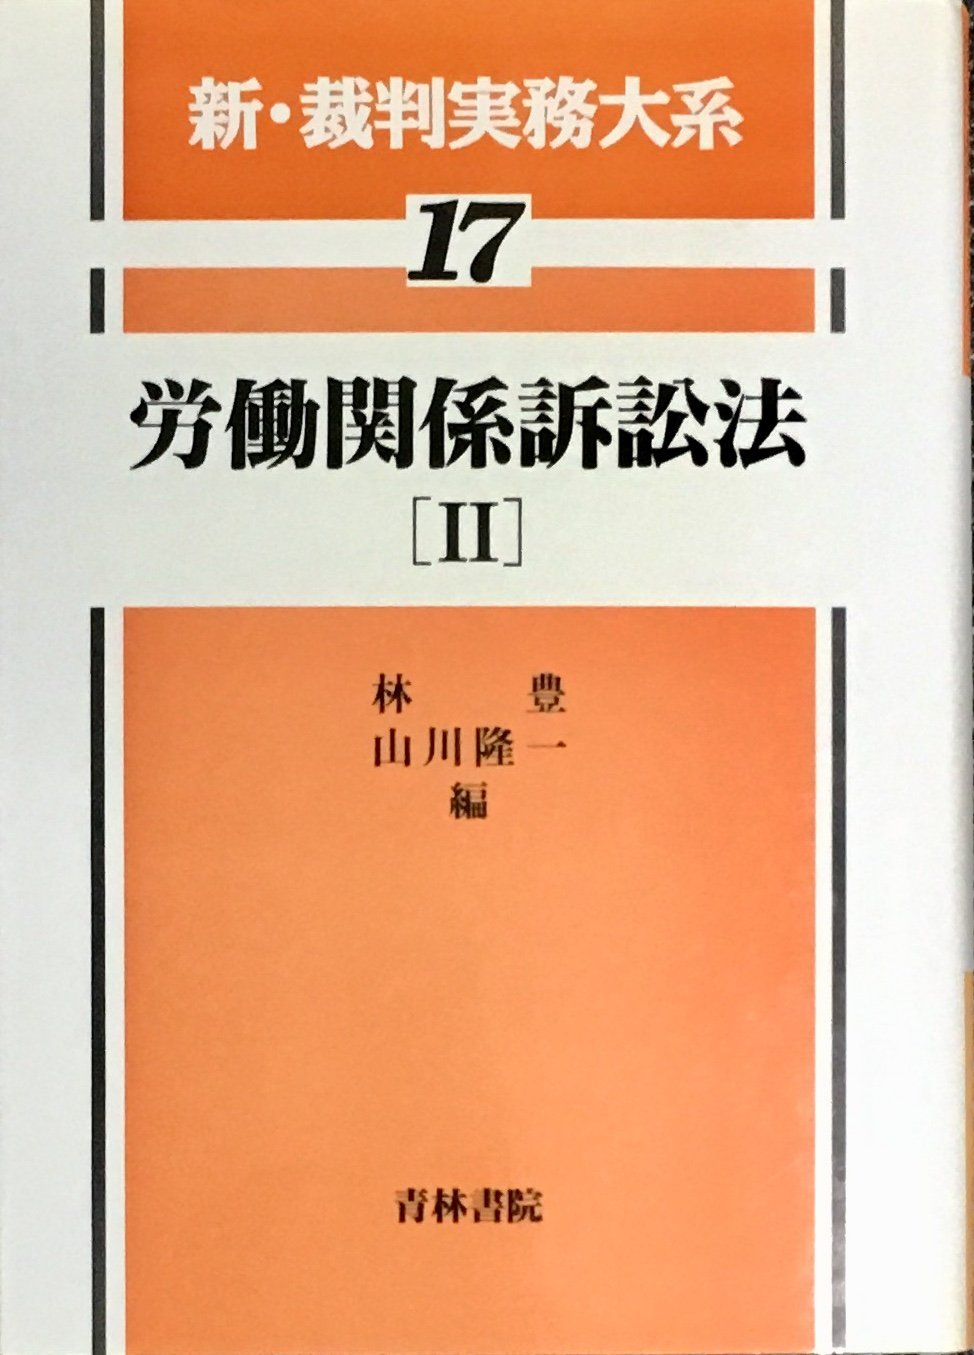 新・裁判実務大系
17
労働関係訴訟法
[II]
林 豊
山川隆一
編
青林書院